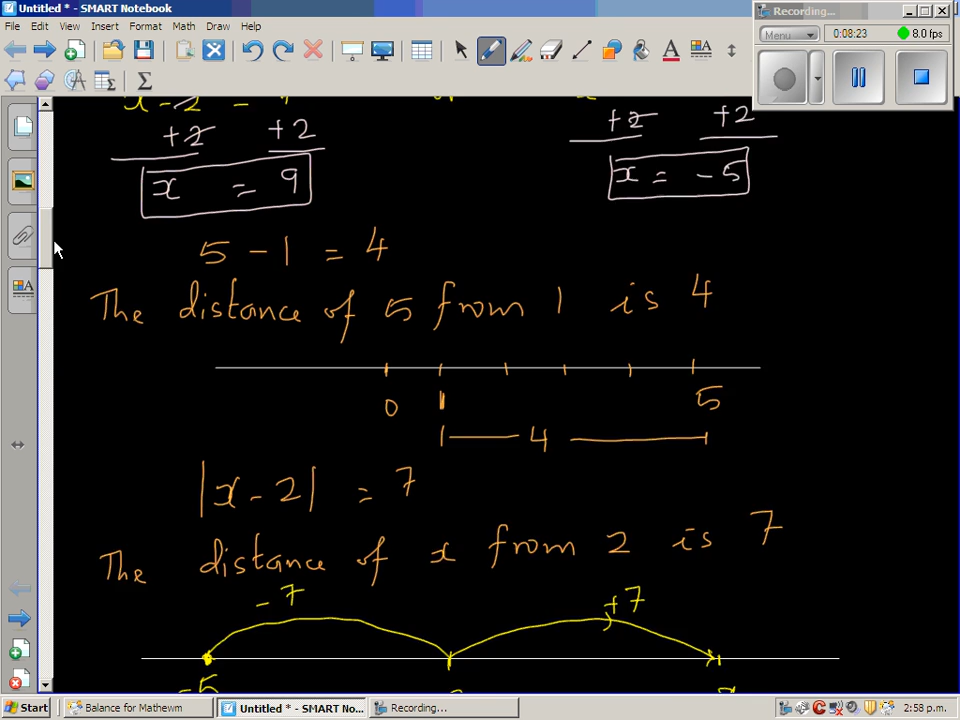 Untitled * - SMART Notebook
File Edit View Insert Format Math Draw Help
Recording...
Menu 0:08:23 8.0 fps
x - 2 = 7
+2 +2 +2 +2
x = 9 x = -5
5 - 1 = 4
The distance of 5 from 1 is 4
0 1 5
4
|x - 2| = 7
The distance of x from 2 is 7
-7 +7
-5
Start Balance for Mathewm Untitled * - SMART No... Recording... 2:58 p.m.